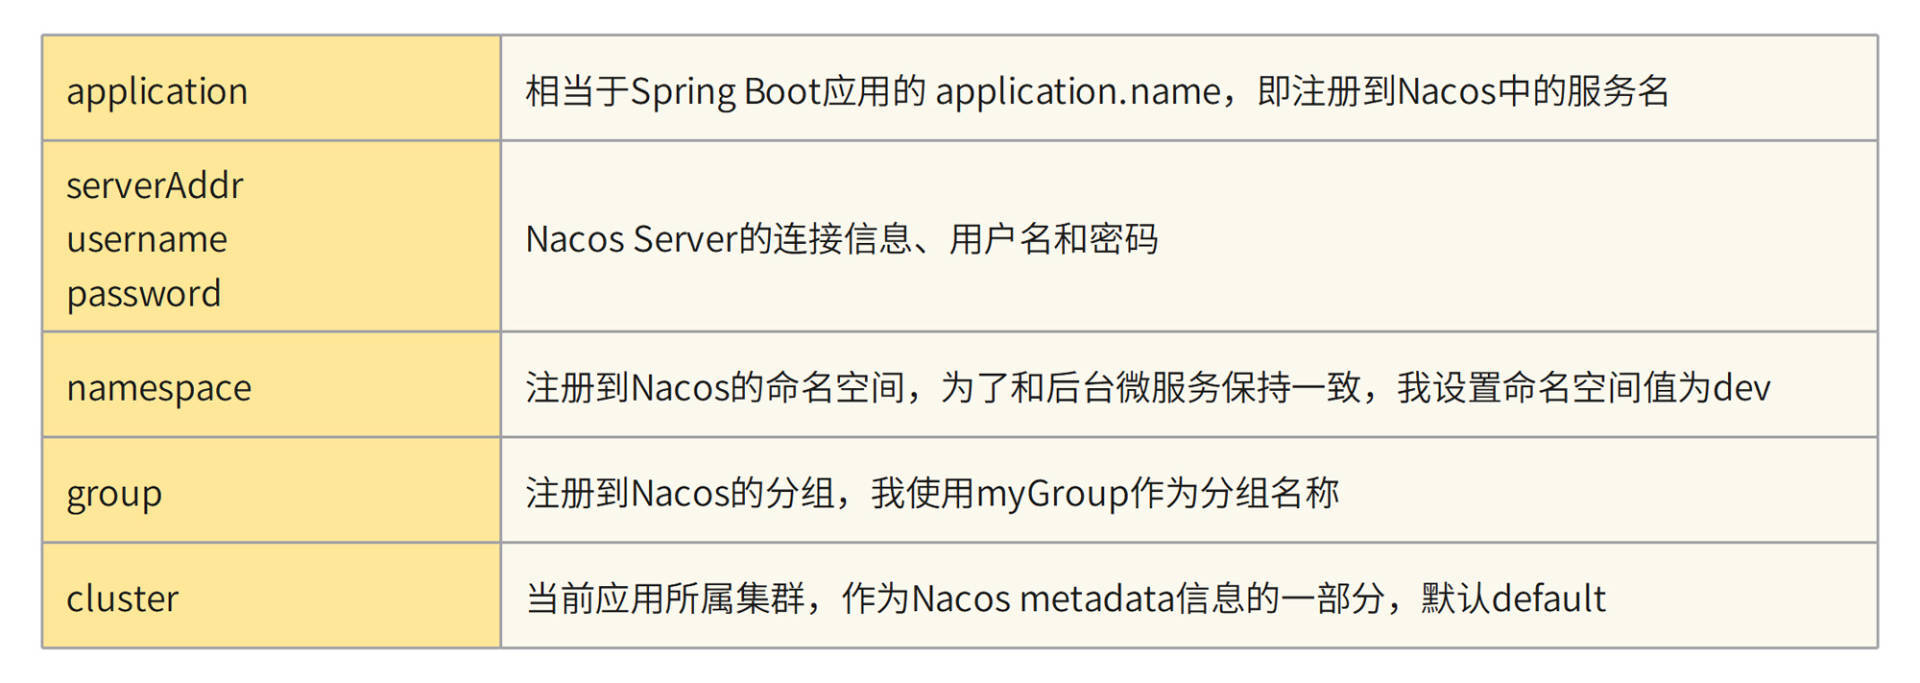 application
相当于Spring Boot应用的 application.name，即注册到Nacos中的服务名
serverAddr
username
password
Nacos Server的连接信息、用户名和密码
namespace
注册到Nacos的命名空间，为了和后台微服务保持一致，我设置命名空间值为dev
group
注册到Nacos的分组，我使用myGroup作为分组名称
cluster
当前应用所属集群，作为Nacos metadata信息的一部分，默认default